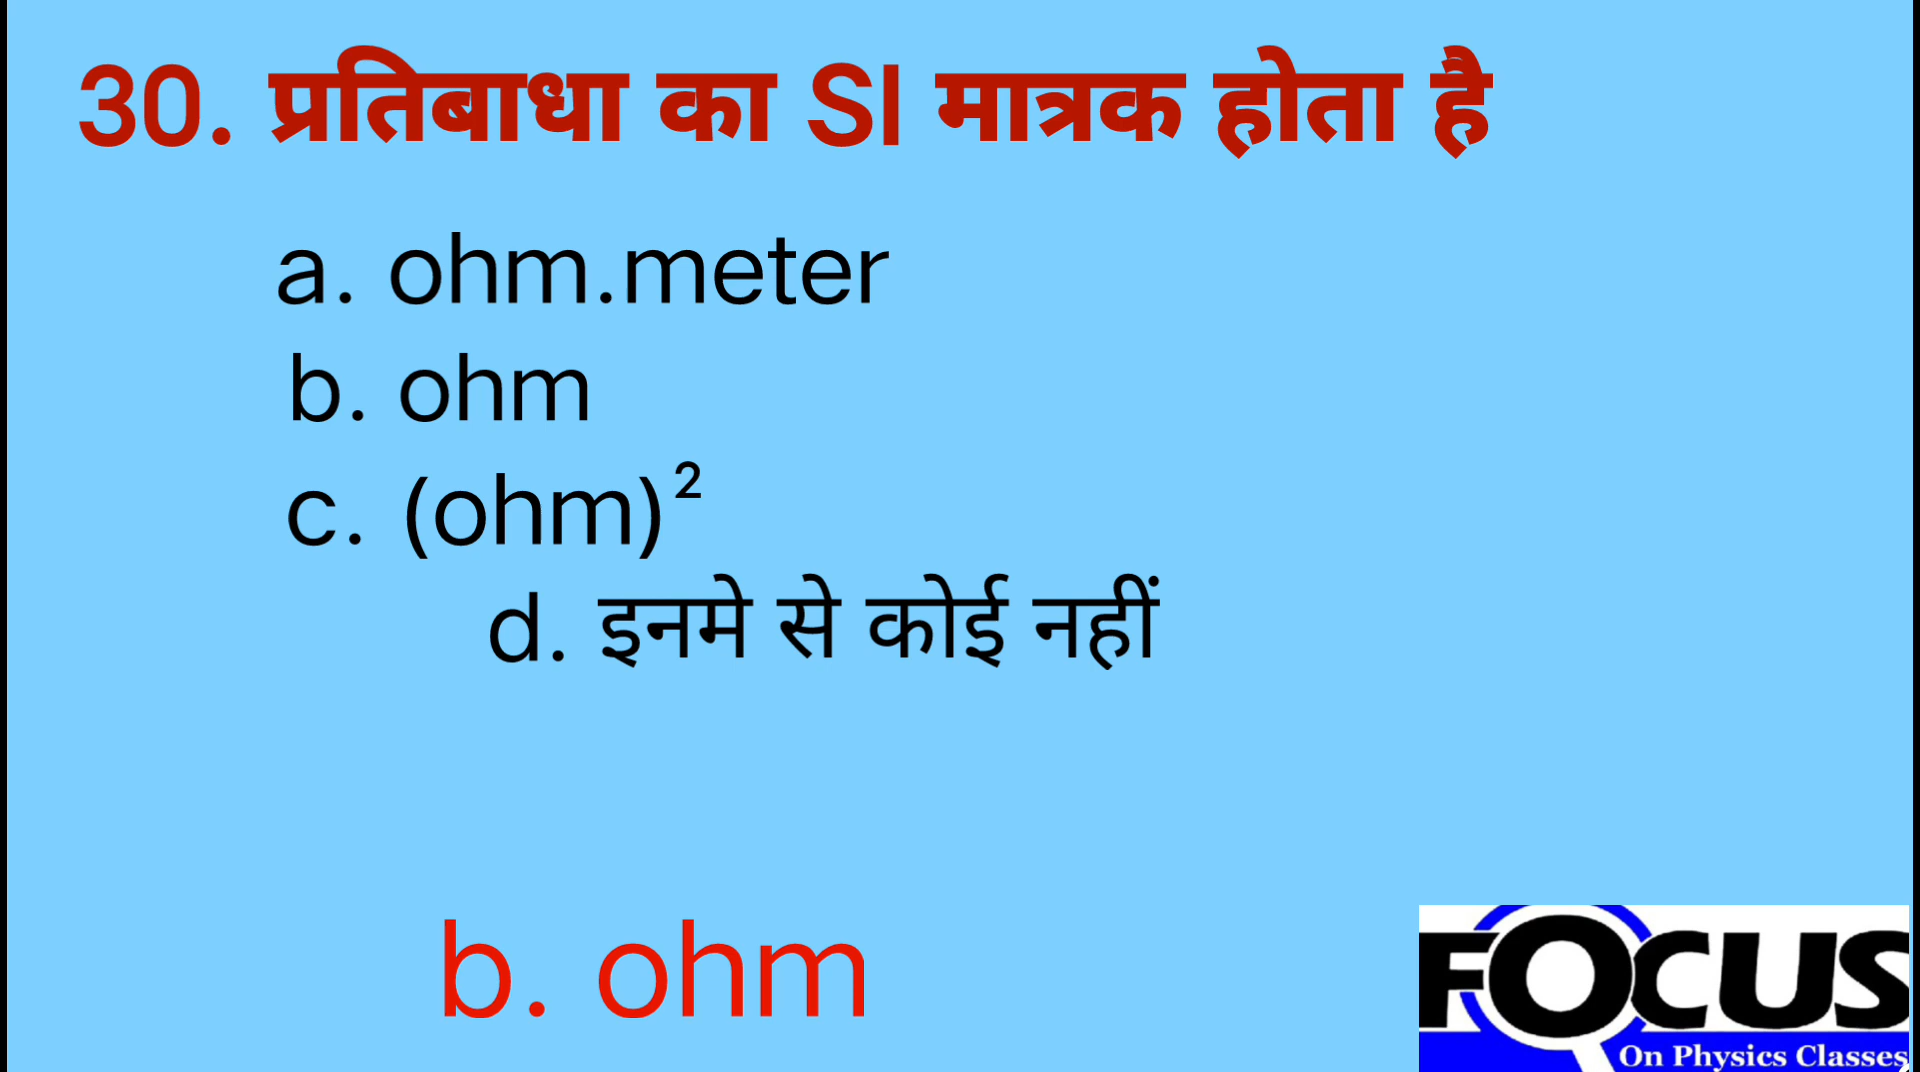 30. प्रतिबाधा का SI मात्रक होता है
a. ohm.meter
b. ohm
c. (ohm)²
d. इनमे से कोई नहीं
b. ohm
FOCUS
On Physics Classes